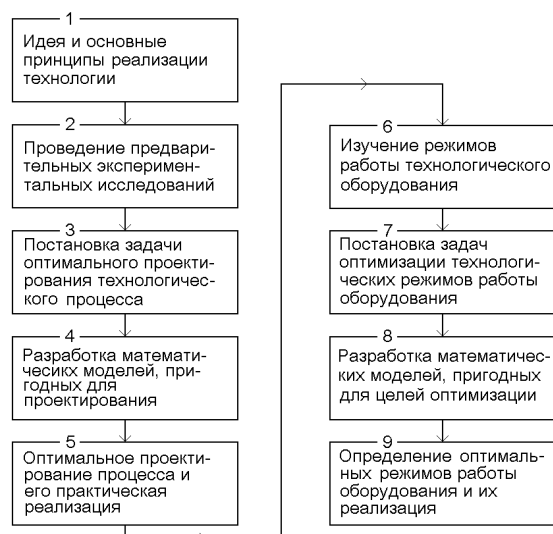 1
Идея и основные
принципы реализации
технологии
2
Проведение предвари-
тельных эксперимен-
тальных исследований
3
Постановка задачи
оптимального проекти-
рования технологичес-
кого процесса
4
Разработка математи-
чесикх моделей, при-
годных для
проектирования
5
Оптимальное проекти-
рование процесса и
его практическая
реализация
6
Изучение режимов
работы технологического
оборудования
7
Постановка задач
оптимизации технологи-
ческих режимов работы
оборудования
8
Разработка математичес-
ких моделей, пригодных
для целей оптимизации
9
Определение оптималь-
ных режимов работы
оборудования и их
реализация